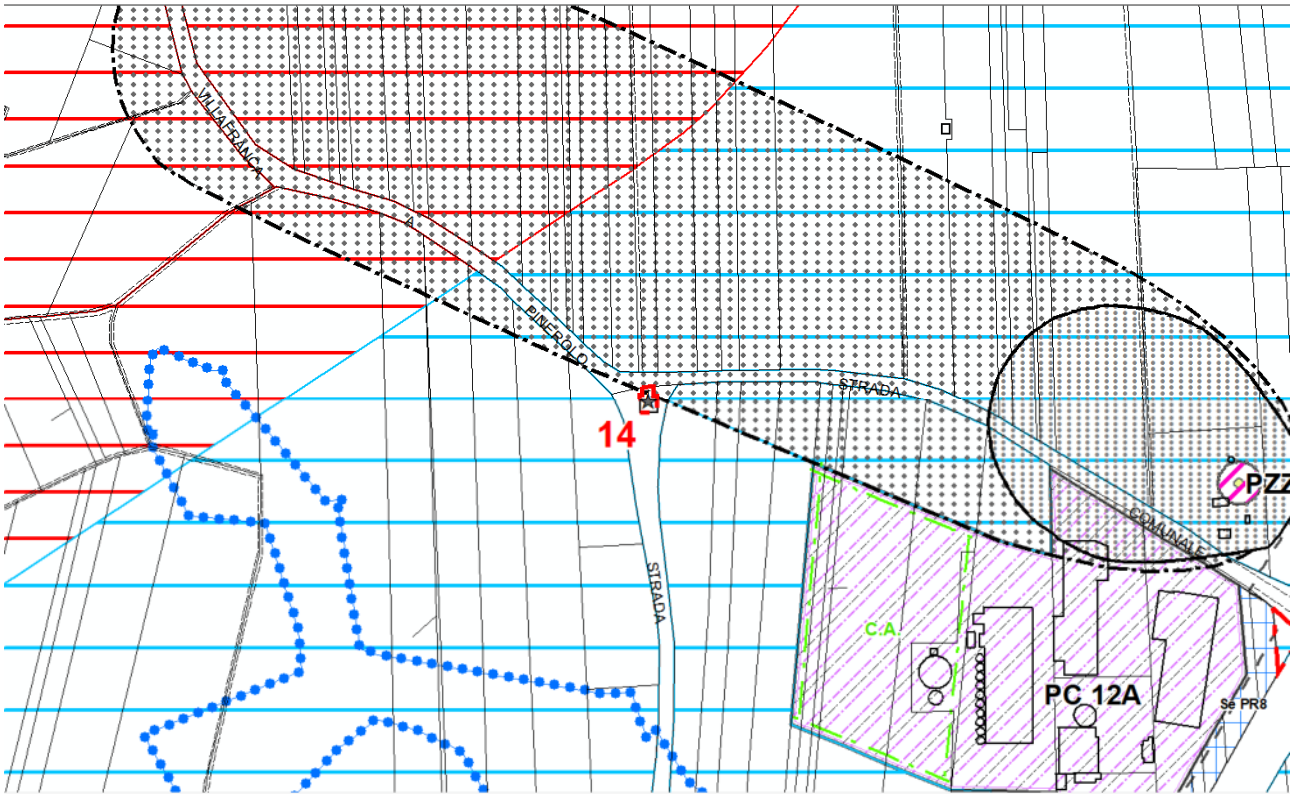 VILLAFRANCA
A
PINEROLO
STRADA
14
PZZ
COMUNALE
STRADA
C.A.
PC 12A
Se PR8